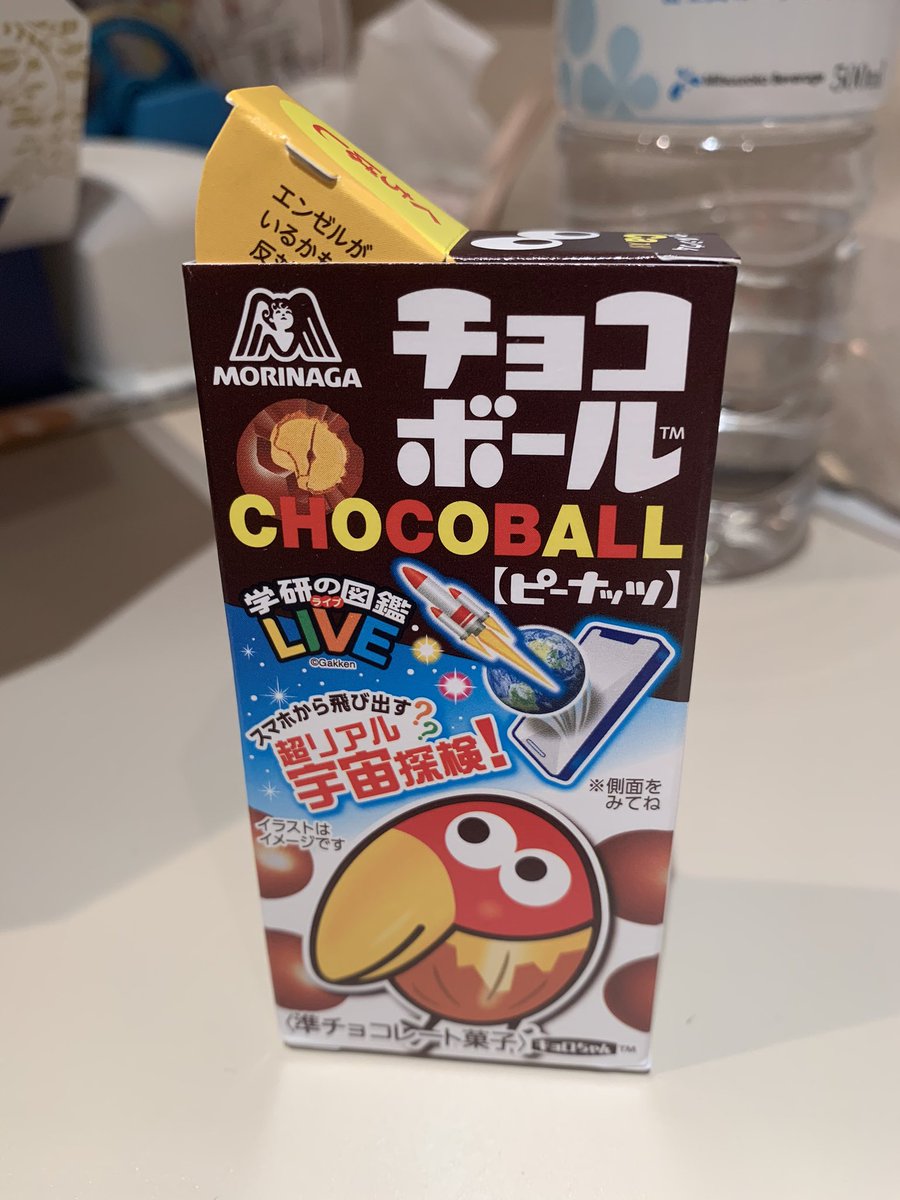 エンゼルが
いるかも
反
MORINAGA
チョコ
ボール™
CHOCOBALL
【ピーナッツ】
学研の図鑑
ライブ
LIVE
©Gakken
スマホから飛び出す??
超リアル
宇宙探検!
※側面を
みてね
イラストは
イメージです
〈準チョコレート菓子〉
キョロちゃん™
500ml